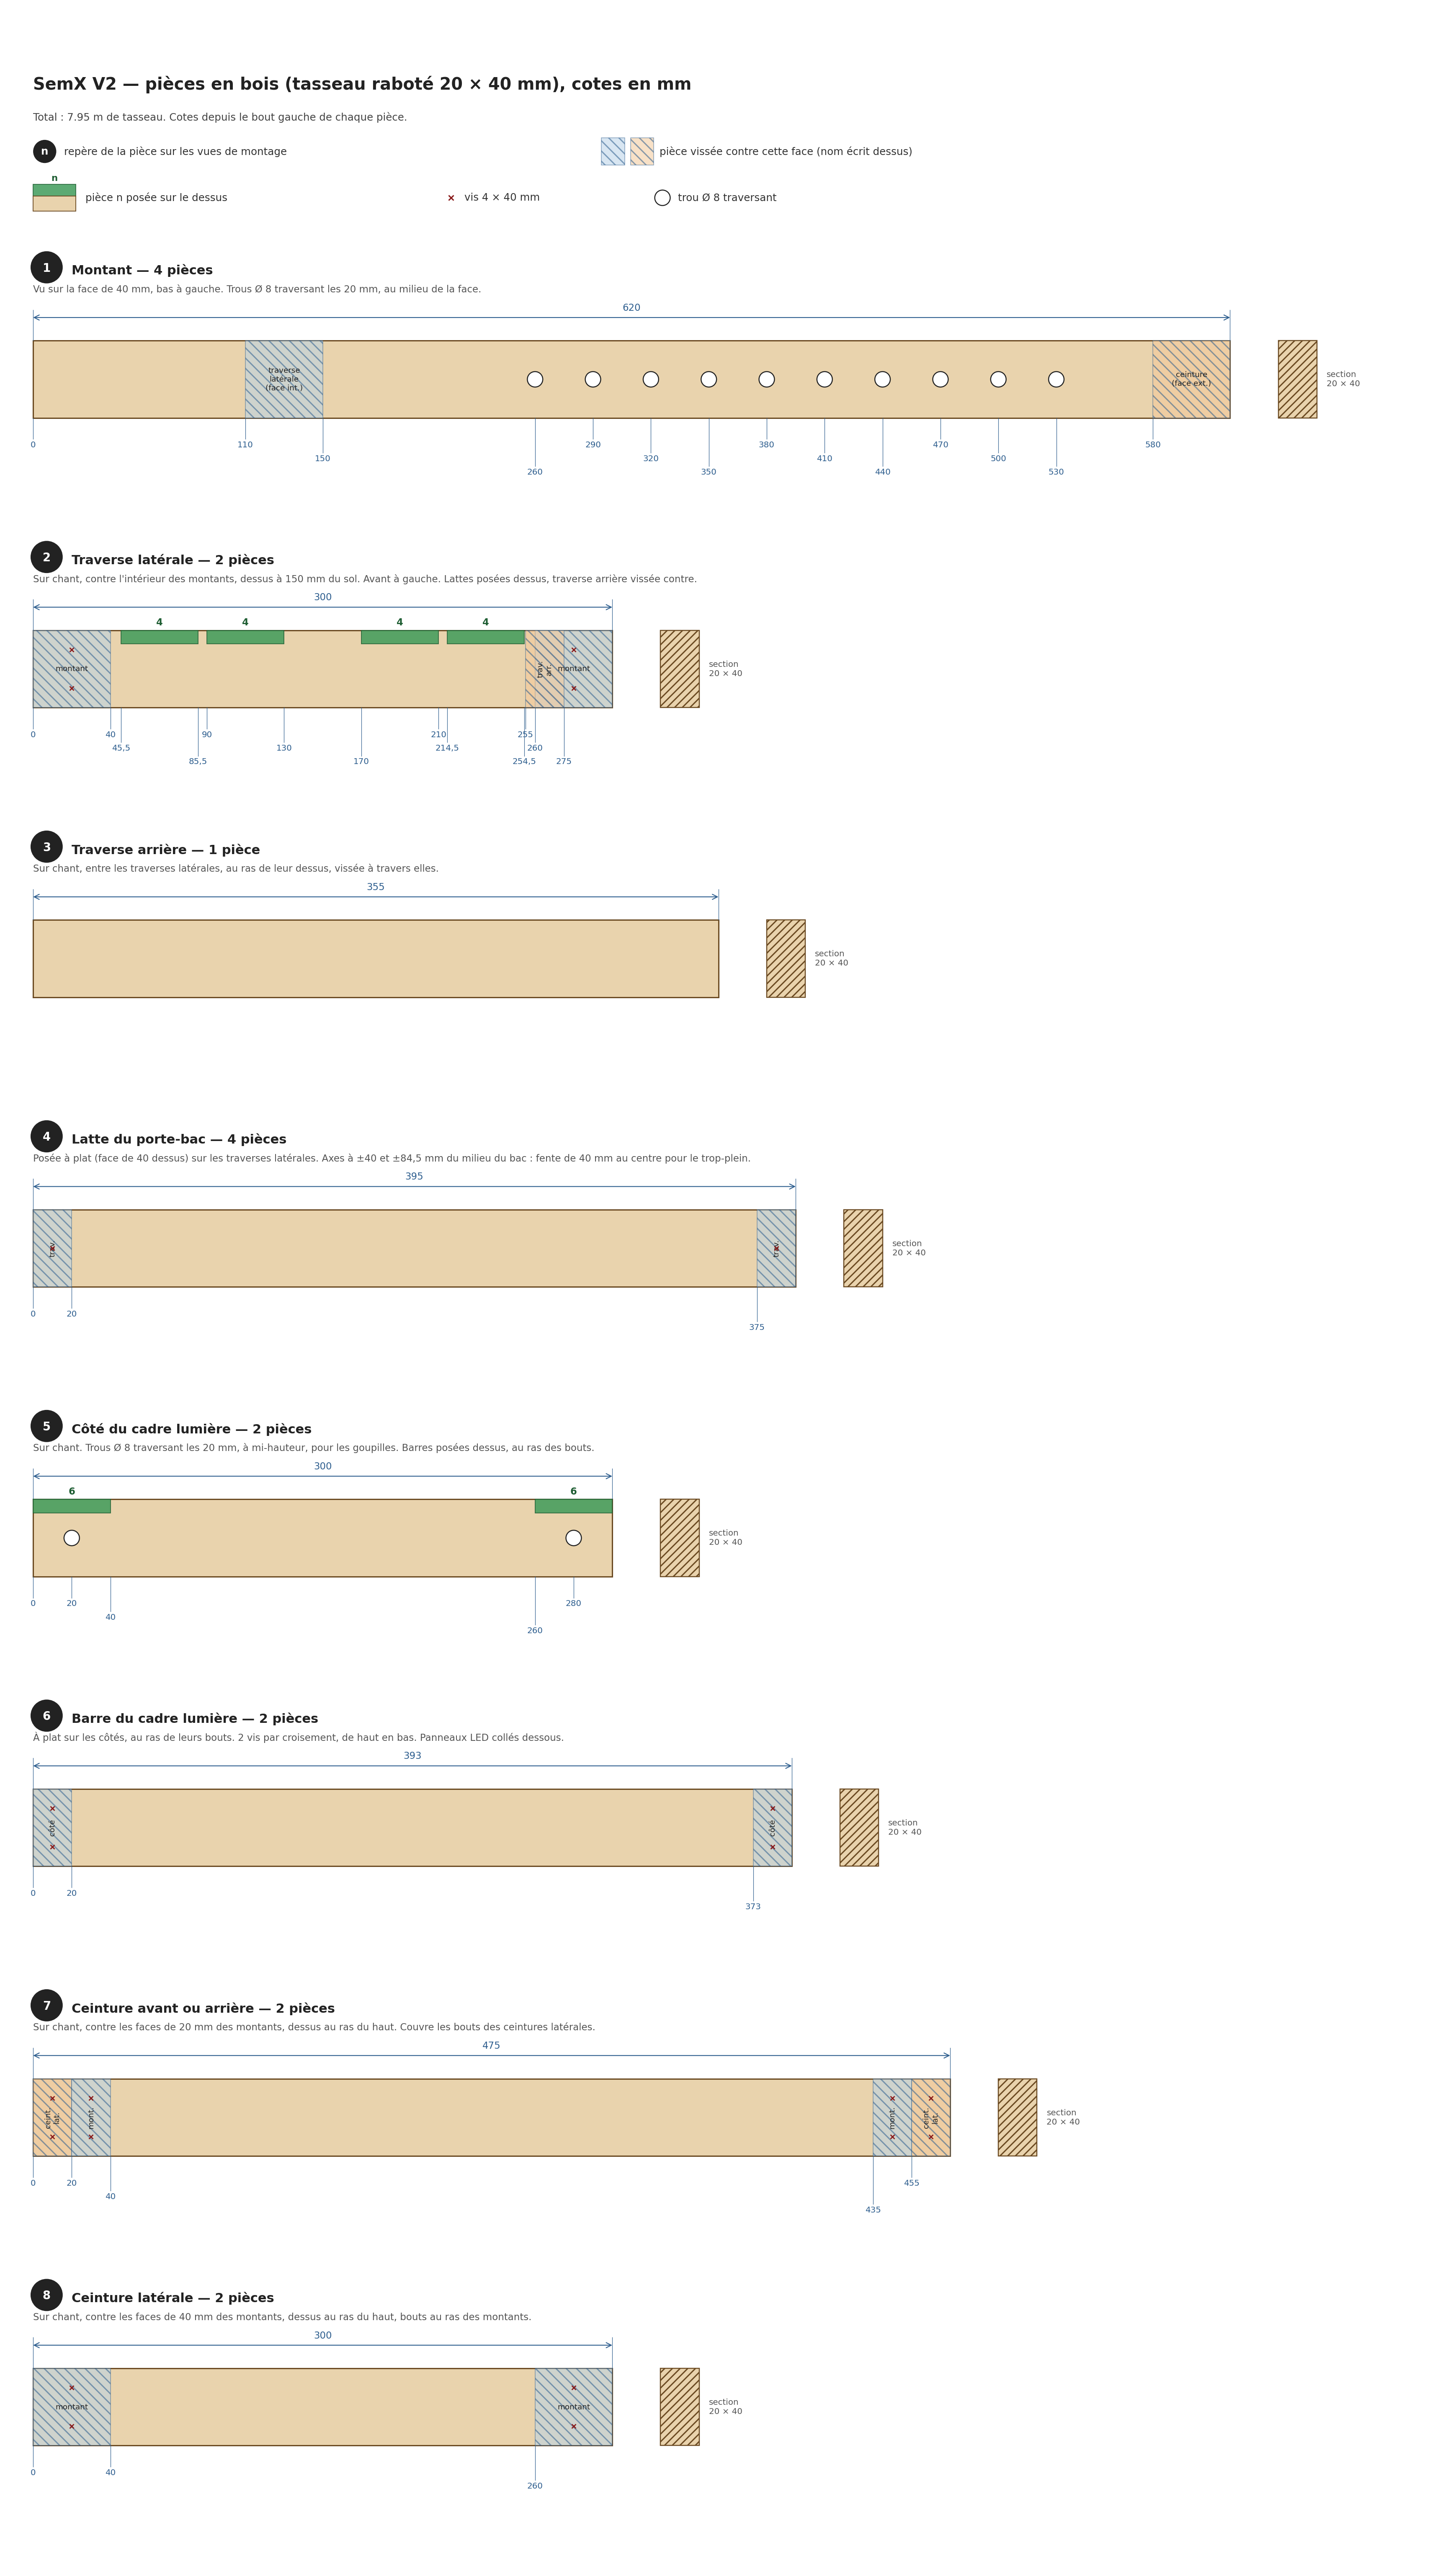 SemX V2 — pièces en bois (tasseau raboté 20 × 40 mm), cotes en mm
Total : 7.95 m de tasseau. Cotes depuis le bout gauche de chaque pièce.
n repère de la pièce sur les vues de montage
pièce vissée contre cette face (nom écrit dessus)
n
pièce n posée sur le dessus
vis 4 × 40 mm
trou Ø 8 traversant
1 Montant — 4 pièces
Vu sur la face de 40 mm, bas à gauche. Trous Ø 8 traversant les 20 mm, au milieu de la face.
620
traverse
latérale
(face int.)
ceinture
(face ext.)
section
20 × 40
0 110 290 380 470 580
150 320 410 500
260 350 440 530
2 Traverse latérale — 2 pièces
Sur chant, contre l'intérieur des montants, dessus à 150 mm du sol. Avant à gauche. Lattes posées dessus, traverse arrière vissée contre.
300
4 4 4 4
montant
trav.
arr.
montant
section
20 × 40
0 40 90 210 255
45,5 130 214,5 260
85,5 170 254,5 275
3 Traverse arrière — 1 pièce
Sur chant, entre les traverses latérales, au ras de leur dessus, vissée à travers elles.
355
section
20 × 40
4 Latte du porte-bac — 4 pièces
Posée à plat (face de 40 dessus) sur les traverses latérales. Axes à ±40 et ±84,5 mm du milieu du bac : fente de 40 mm au centre pour le trop-plein.
395
trav.
trav.
section
20 × 40
0 20
375
5 Côté du cadre lumière — 2 pièces
Sur chant. Trous Ø 8 traversant les 20 mm, à mi-hauteur, pour les goupilles. Barres posées dessus, au ras des bouts.
300
6 6
section
20 × 40
0 20 280
40
260
6 Barre du cadre lumière — 2 pièces
À plat sur les côtés, au ras de leurs bouts. 2 vis par croisement, de haut en bas. Panneaux LED collés dessous.
393
côté
côté
section
20 × 40
0 20
373
7 Ceinture avant ou arrière — 2 pièces
Sur chant, contre les faces de 20 mm des montants, dessus au ras du haut. Couvre les bouts des ceintures latérales.
475
ceint.
lat.
mont.
mont.
ceint.
lat.
section
20 × 40
0 20 455
40
435
8 Ceinture latérale — 2 pièces
Sur chant, contre les faces de 40 mm des montants, dessus au ras du haut, bouts au ras des montants.
300
montant
montant
section
20 × 40
0 40
260